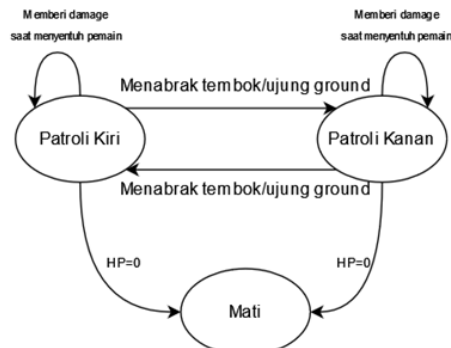 Memberi damage
saat menyentuh pemain
Memberi damage
saat menyentuh pemain
Menabrak tembok/ujung ground
Patroli Kiri
Patroli Kanan
Menabrak tembok/ujung ground
HP=0
HP=0
Mati